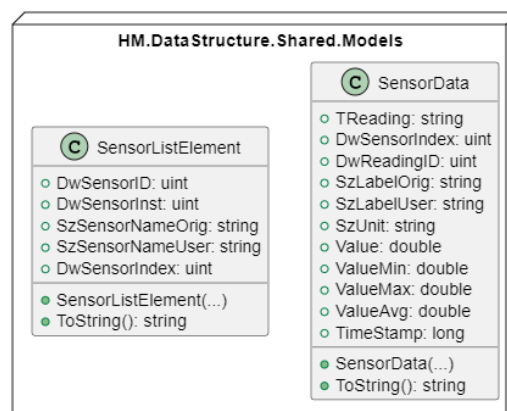 HM.DataStructure.Shared.Models
C SensorListElement
DwSensorID: uint
DwSensorInst: uint
SzSensorNameOrig: string
SzSensorNameUser: string
DwSensorIndex: uint
SensorListElement(...)
ToString(): string
C SensorData
TReading: string
DwSensorIndex: uint
DwReadingID: uint
SzLabelOrig: string
SzLabelUser: string
SzUnit: string
Value: double
ValueMin: double
ValueMax: double
ValueAvg: double
TimeStamp: long
SensorData(...)
ToString(): string